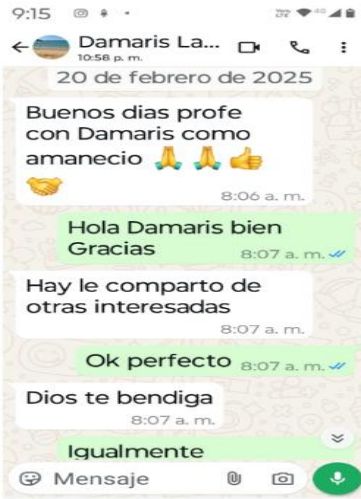 9:15
Damaris La...
10:58 p. m.
20 de febrero de 2025
Buenos dias profe
con Damaris como
amanecio 🙏 🙏 👍
🤝
8:06 a. m.
Hola Damaris bien
Gracias
8:07 a. m.
Hay le comparto de
otras interesadas
8:07 a. m.
Ok perfecto 8:07 a. m.
Dios te bendiga
8:07 a. m.
Igualmente
Mensaje